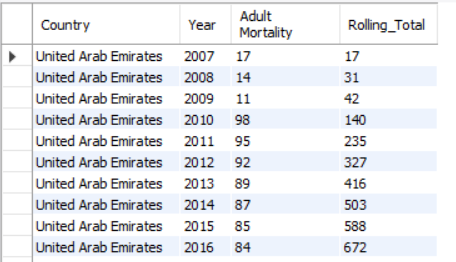 Country Year Adult Mortality Rolling_Total
United Arab Emirates 2007 17 17
United Arab Emirates 2008 14 31
United Arab Emirates 2009 11 42
United Arab Emirates 2010 98 140
United Arab Emirates 2011 95 235
United Arab Emirates 2012 92 327
United Arab Emirates 2013 89 416
United Arab Emirates 2014 87 503
United Arab Emirates 2015 85 588
United Arab Emirates 2016 84 672